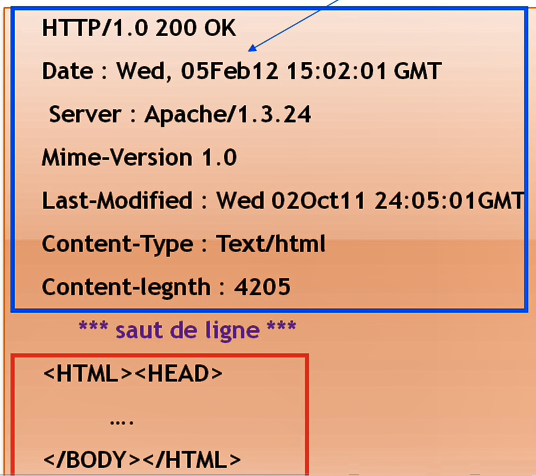 HTTP/1.0 200 OK
Date : Wed, 05Feb12 15:02:01 GMT
Server : Apache/1.3.24
Mime-Version 1.0
Last-Modified : Wed 02Oct11 24:05:01GMT
Content-Type : Text/html
Content-legnth : 4205
*** saut de ligne ***
<HTML><HEAD>
....
</BODY></HTML>